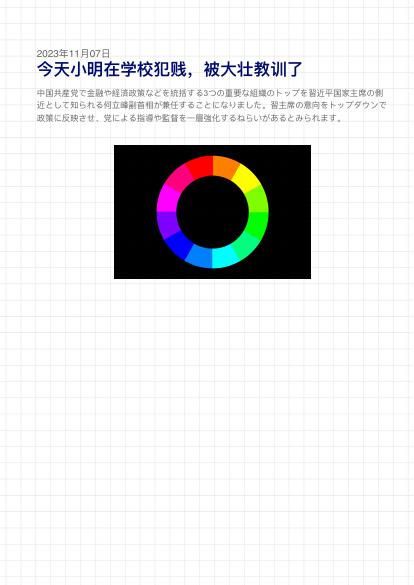 2023年11月07日
今天小明在学校犯贱，被大壮教训了
中国共産党で金融や経済政策などを統括する3つの重要な組織のトップを習近平国家主席の側
近として知られる何立峰副首相が兼任することになりました。習主席の意向をトップダウンで
政策に反映させ、党による指導や監督を一層強化するねらいがあるとみられます。